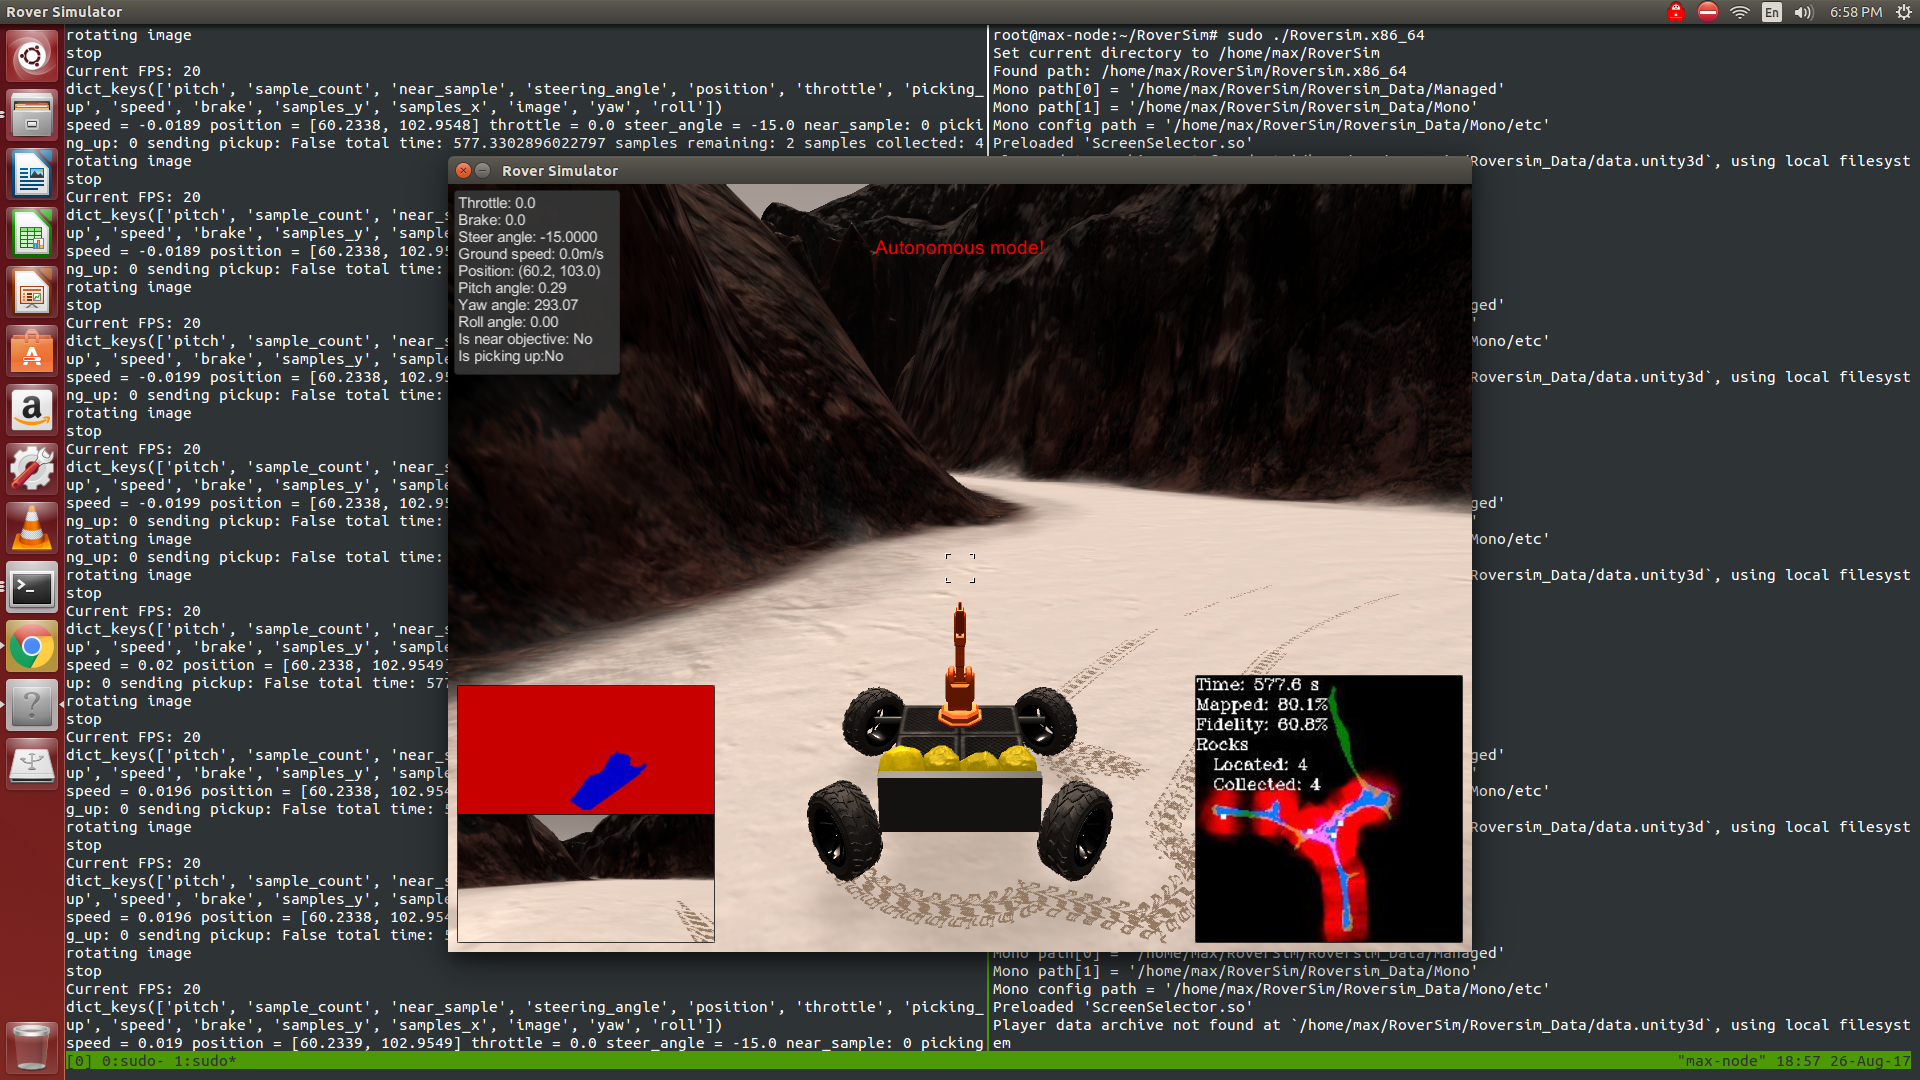 Rover Simulator
En
6:58 PM
rotating image
stop
Current FPS: 20
dict_keys(['pitch', 'sample_count', 'near_sample', 'steering_angle', 'position', 'throttle', 'picking_
up', 'speed', 'brake', 'samples_y', 'samples_x', 'image', 'yaw', 'roll'])
speed = -0.0189 position = [60.2338, 102.9548] throttle = 0.0 steer_angle = -15.0 near_sample: 0 picki
ng_up: 0 sending pickup: False total time: 577.3302896022797 samples remaining: 2 samples collected: 4
rotating image
stop
Current FPS: 20
dict_keys(['pitch', 'sample_count', 'near_s
up', 'speed', 'brake', 'samples_y', 'sample
speed = -0.0189 position = [60.2338, 102.95
ng_up: 0 sending pickup: False total time:
rotating image
stop
Current FPS: 20
dict_keys(['pitch', 'sample_count', 'near_s
up', 'speed', 'brake', 'samples_y', 'sample
speed = -0.0199 position = [60.2338, 102.95
ng_up: 0 sending pickup: False total time:
rotating image
stop
Current FPS: 20
dict_keys(['pitch', 'sample_count', 'near_s
up', 'speed', 'brake', 'samples_y', 'sample
speed = -0.0199 position = [60.2338, 102.95
ng_up: 0 sending pickup: False total time:
rotating image
ng_up: 0 sending pickup: False total time:
rotating image
stop
Current FPS: 20
dict_keys(['pitch', 'sample_count', 'near_s
up', 'speed', 'brake', 'samples_y', 'sample
speed = 0.02 position = [60.2338, 102.9549]
up: 0 sending pickup: False total time: 577
rotating image
stop
Current FPS: 20
dict_keys(['pitch', 'sample_count', 'near_s
up', 'speed', 'brake', 'samples_y', 'sample
speed = 0.0196 position = [60.2339, 102.954
g_up: 0 sending pickup: False total time: 5
rotating image
stop
Current FPS: 20
dict_keys(['pitch', 'sample_count', 'near_s
up', 'speed', 'brake', 'samples_y', 'sample
speed = 0.0196 position = [60.2339, 102.954
g_up: 0 sending pickup: False total time: 5
rotating image
stop
Current FPS: 20
dict_keys(['pitch', 'sample_count', 'near_sample', 'steering_angle', 'position', 'throttle', 'picking_
up', 'speed', 'brake', 'samples_y', 'samples_x', 'image', 'yaw', 'roll'])
speed = 0.019 position = [60.2339, 102.9549] throttle = 0.0 steer_angle = -15.0 near_sample: 0 picking
root@max-node:~/RoverSim# sudo ./Roversim.x86_64
Set current directory to /home/max/RoverSim
Found path: /home/max/RoverSim/Roversim.x86_64
Mono path[0] = '/home/max/RoverSim/Roversim_Data/Managed'
Mono path[1] = '/home/max/RoverSim/Roversim_Data/Mono'
Mono config path = '/home/max/RoverSim/Roversim_Data/Mono/etc'
Preloaded 'ScreenSelector.so'
Roversim_Data/data.unity3d`, using local filesyst
ged'
'
Mono/etc'
Roversim_Data/data.unity3d`, using local filesyst
ged'
'
Mono/etc'
Roversim_Data/data.unity3d`, using local filesyst
ged'
'
Mono/etc'
Roversim_Data/data.unity3d`, using local filesyst
Mono path[0] = '/home/max/RoverSim/Roversim_Data/Managed'
Mono path[1] = '/home/max/RoverSim/Roversim_Data/Mono'
Mono config path = '/home/max/RoverSim/Roversim_Data/Mono/etc'
Preloaded 'ScreenSelector.so'
Player data archive not found at `/home/max/RoverSim/Roversim_Data/data.unity3d`, using local filesyst
em
Rover Simulator
Throttle: 0.0
Brake: 0.0
Steer angle: -15.0000
Ground speed: 0.0m/s
Position: (60.2, 103.0)
Pitch angle: 0.29
Yaw angle: 293.07
Roll angle: 0.00
Is near objective: No
Is picking up:No
Autonomous mode!
Time: 577.6 s
Mapped: 80.1%
Fidelity: 60.8%
Rocks
Located: 4
Collected: 4
[0] 0:sudo- 1:sudo*
"max-node" 18:57 26-Aug-17